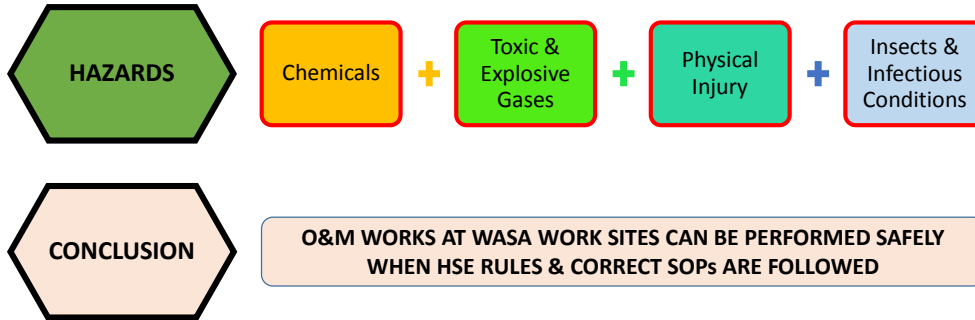 HAZARDS
Chemicals
Toxic &
Explosive
Gases
Physical
Injury
Insects &
Infectious
Conditions
CONCLUSION
O&M WORKS AT WASA WORK SITES CAN BE PERFORMED SAFELY
WHEN HSE RULES & CORRECT SOPs ARE FOLLOWED